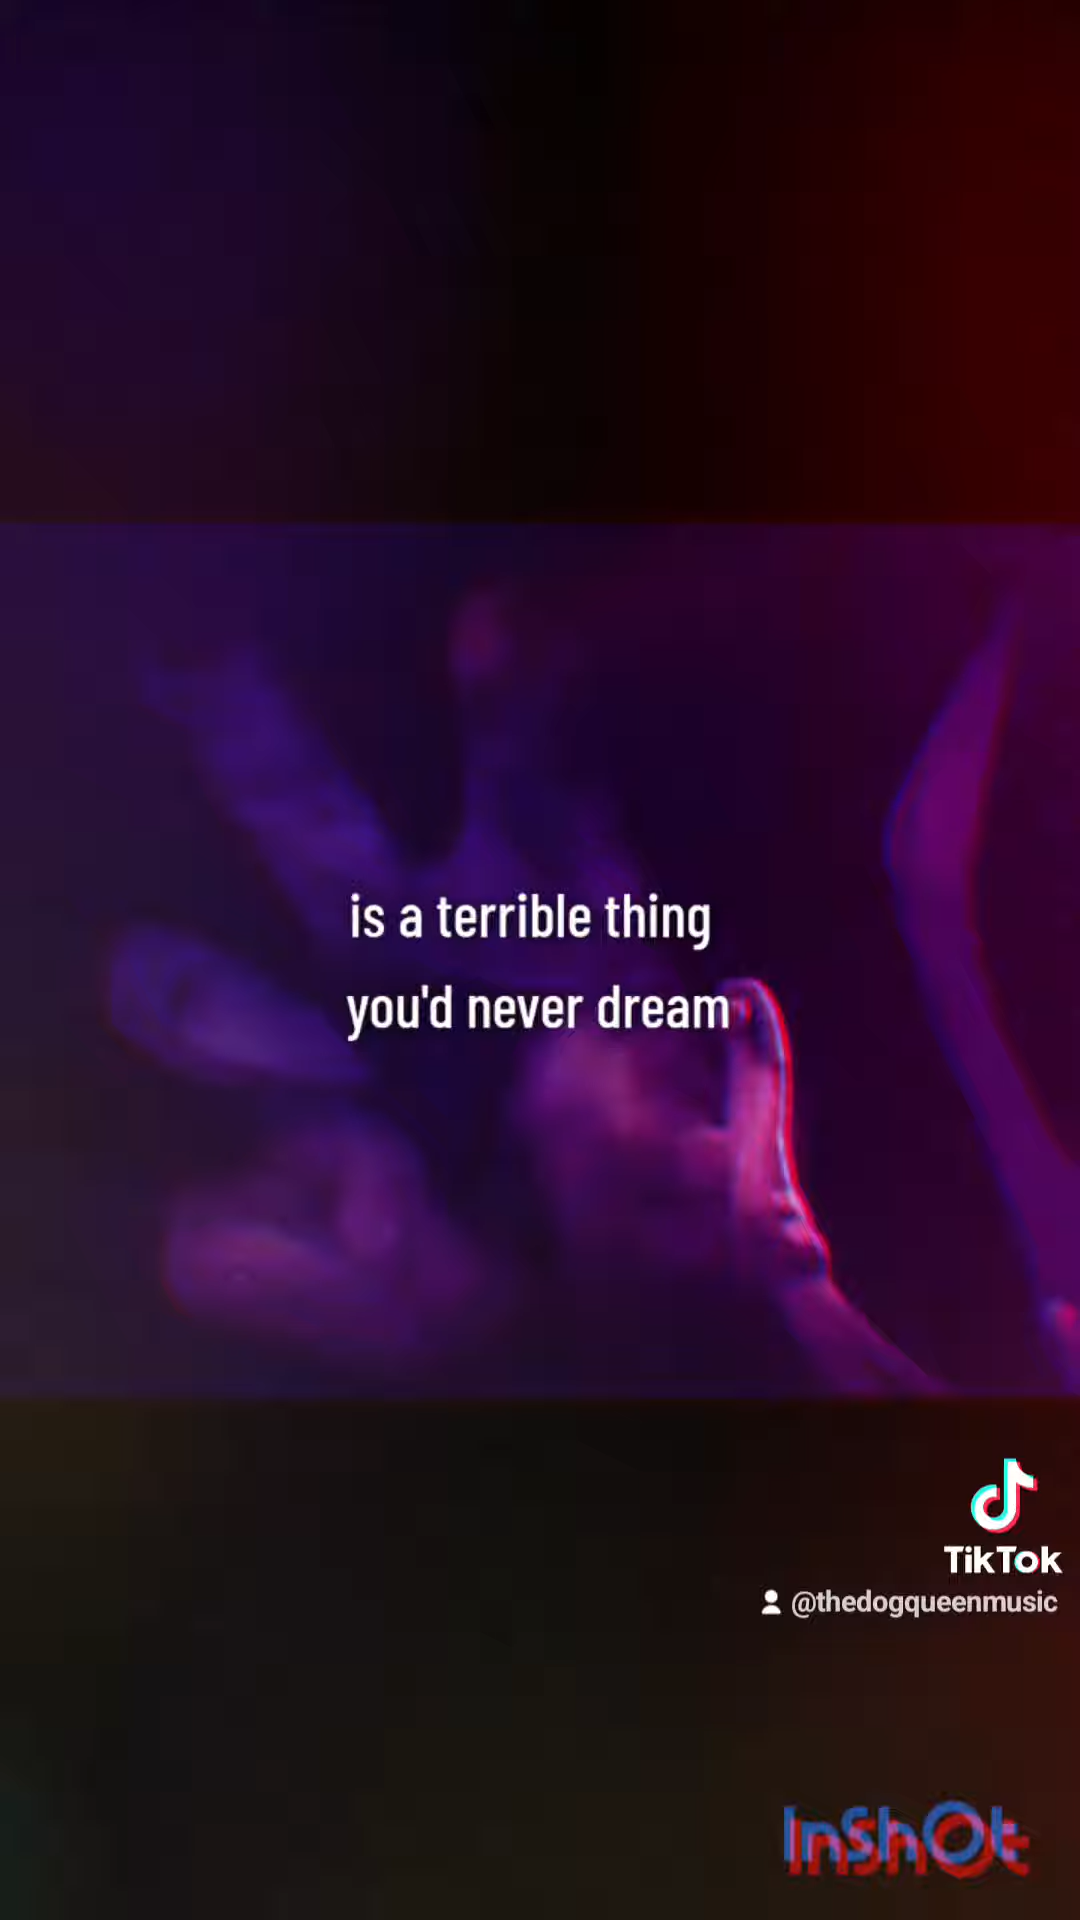 is a terrible thing
you'd never dream
TikTok
@thedogqueenmusic
InShOt